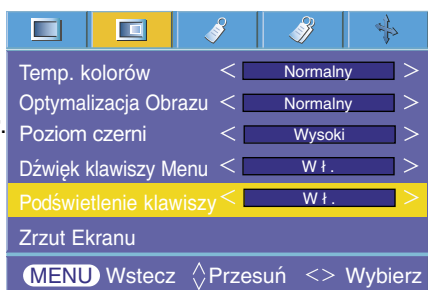 Temp. kolorów < Normalny >
Optymalizacja Obrazu < Normalny >
Poziom czerni < Wysoki >
Dźwięk klawiszy Menu < Wł. >
Podświetlenie klawiszy < Wł. >
Zrzut Ekranu
MENU Wstecz Przesuń <> Wybierz